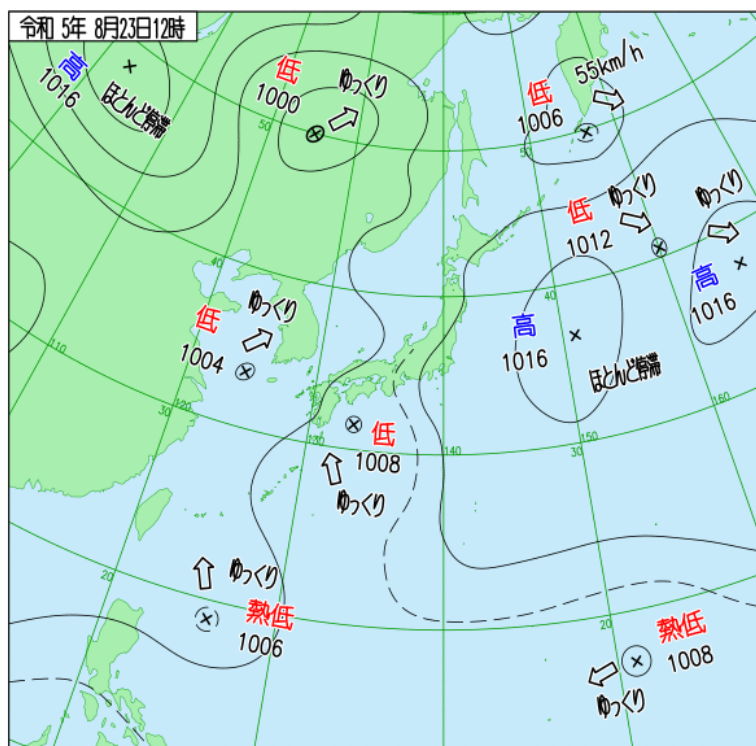 令和 5年 8月23日12時
高
1016
ほとんど停滞
低
1000
ゆっくり
50
低
1006
55km/h
50
低
1012
ゆっくり
ゆっくり
高
1016
40
低
1004
ゆっくり
40
高
1016
ほとんど停滞
110
120
30
130
低
1008
ゆっくり
140
30
150
160
20
ゆっくり
熱低
1006
20
熱低
1008
ゆっくり